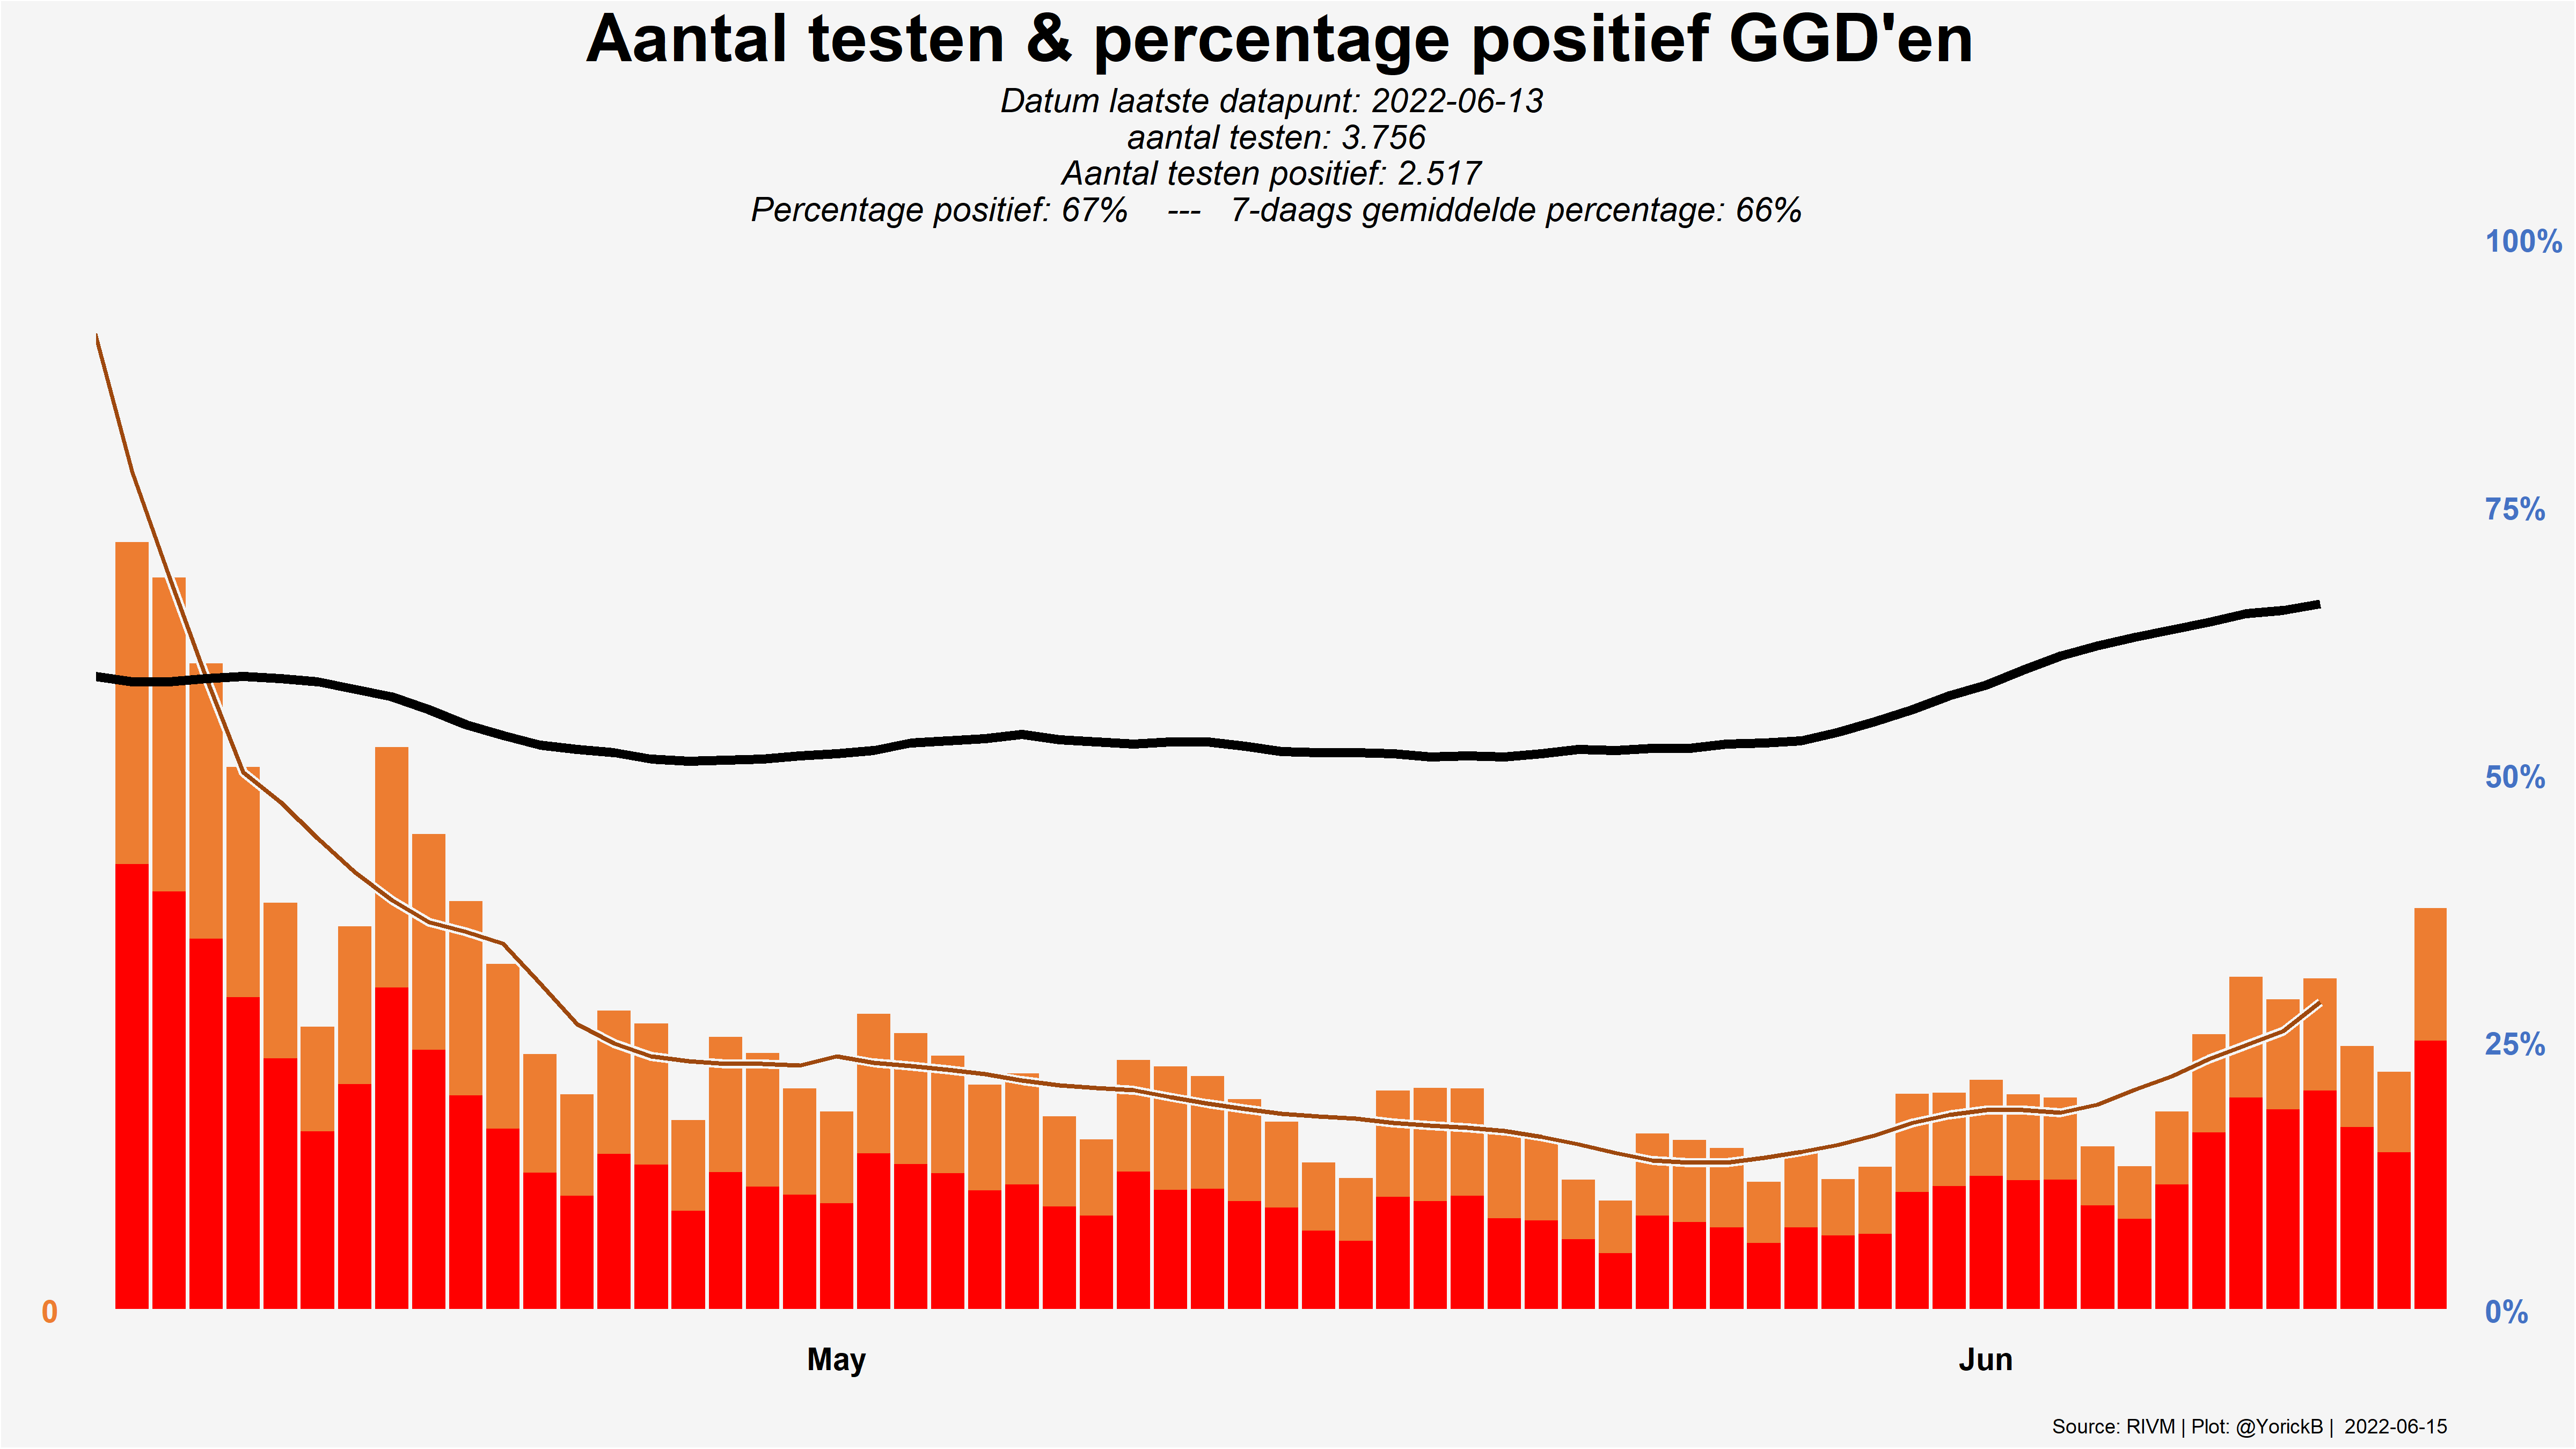 Aantal testen & percentage positief GGD'en
Datum laatste datapunt: 2022-06-13
aantal testen: 3.756
Aantal testen positief: 2.517
Percentage positief: 67%    ---   7-daags gemiddelde percentage: 66%
100%
75%
50%
25%
0
0%
May
Jun
Source: RIVM | Plot: @YorickB |  2022-06-15